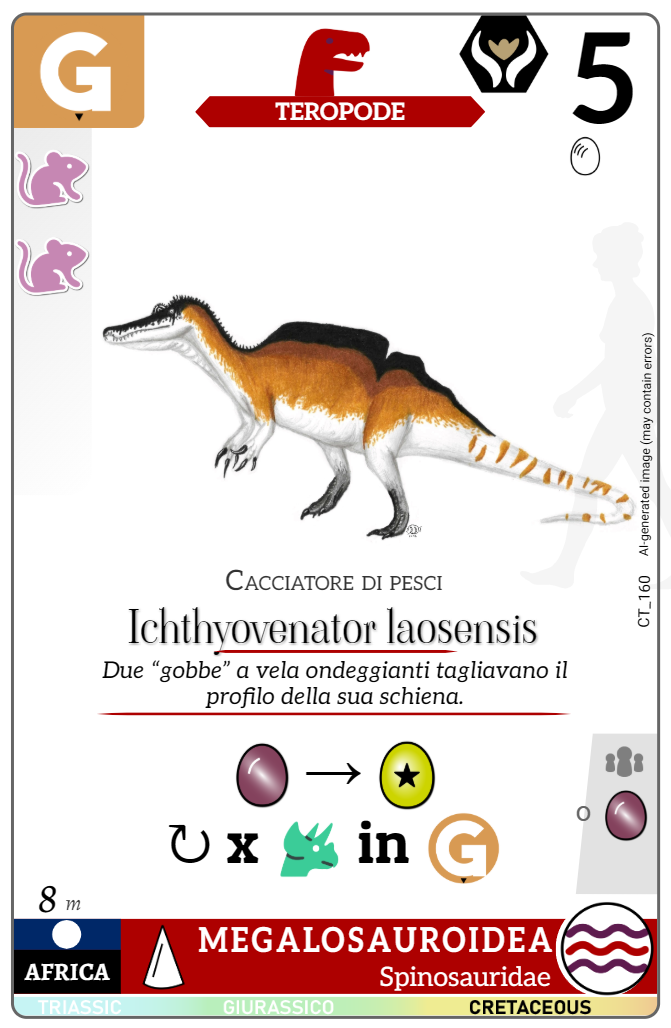 G
TEROPODE
5
AI-generated image (may contain errors)
CT_160
Cacciatore di pesci
Ichthyovenator laosensis
Due “gobbe” a vela ondeggianti tagliavano il
profilo della sua schiena.
→
↻ x in G
o
8 m
AFRICA
MEGALOSAUROIDEA
Spinosauridae
TRIASSIC GIURASSICO CRETACEOUS